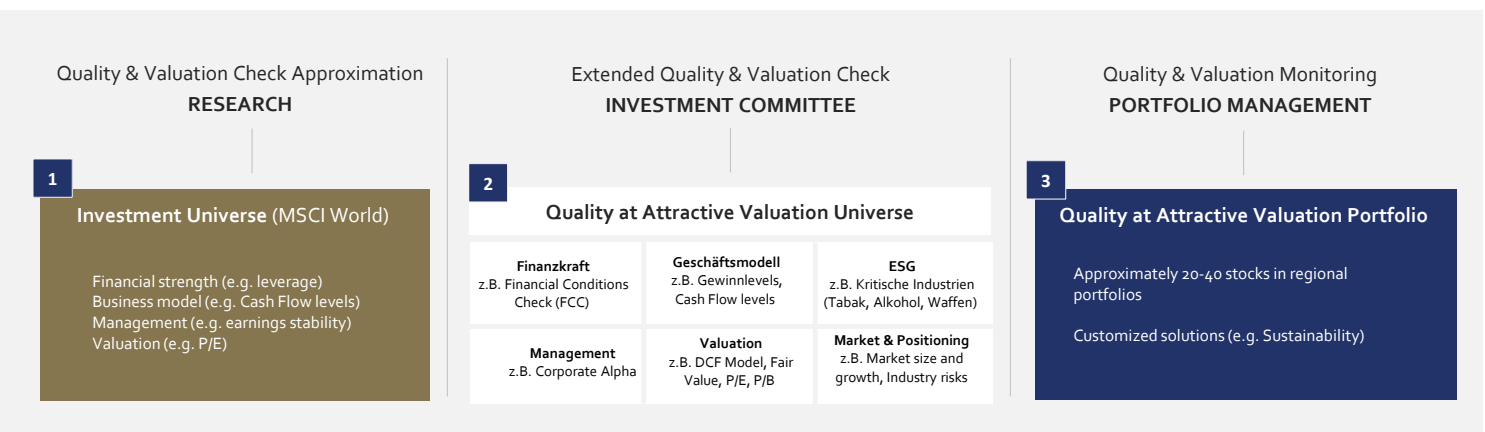 Quality & Valuation Check Approximation
RESEARCH
1
Investment Universe (MSCI World)
Financial strength (e.g. leverage)
Business model (e.g. Cash Flow levels)
Management (e.g. earnings stability)
Valuation (e.g. P/E)
Extended Quality & Valuation Check
INVESTMENT COMMITTEE
2
Quality at Attractive Valuation Universe
Finanzkraft
z.B. Financial Conditions
Check (FCC)
Geschäftsmodell
z.B. Gewinnlevels,
Cash Flow levels
ESG
z.B. Kritische Industrien
(Tabak, Alkohol, Waffen)
Management
z.B. Corporate Alpha
Valuation
z.B. DCF Model, Fair
Value, P/E, P/B
Market & Positioning
z.B. Market size and
growth, Industry risks
Quality & Valuation Monitoring
PORTFOLIO MANAGEMENT
3
Quality at Attractive Valuation Portfolio
Approximately 20-40 stocks in regional
portfolios
Customized solutions (e.g. Sustainability)